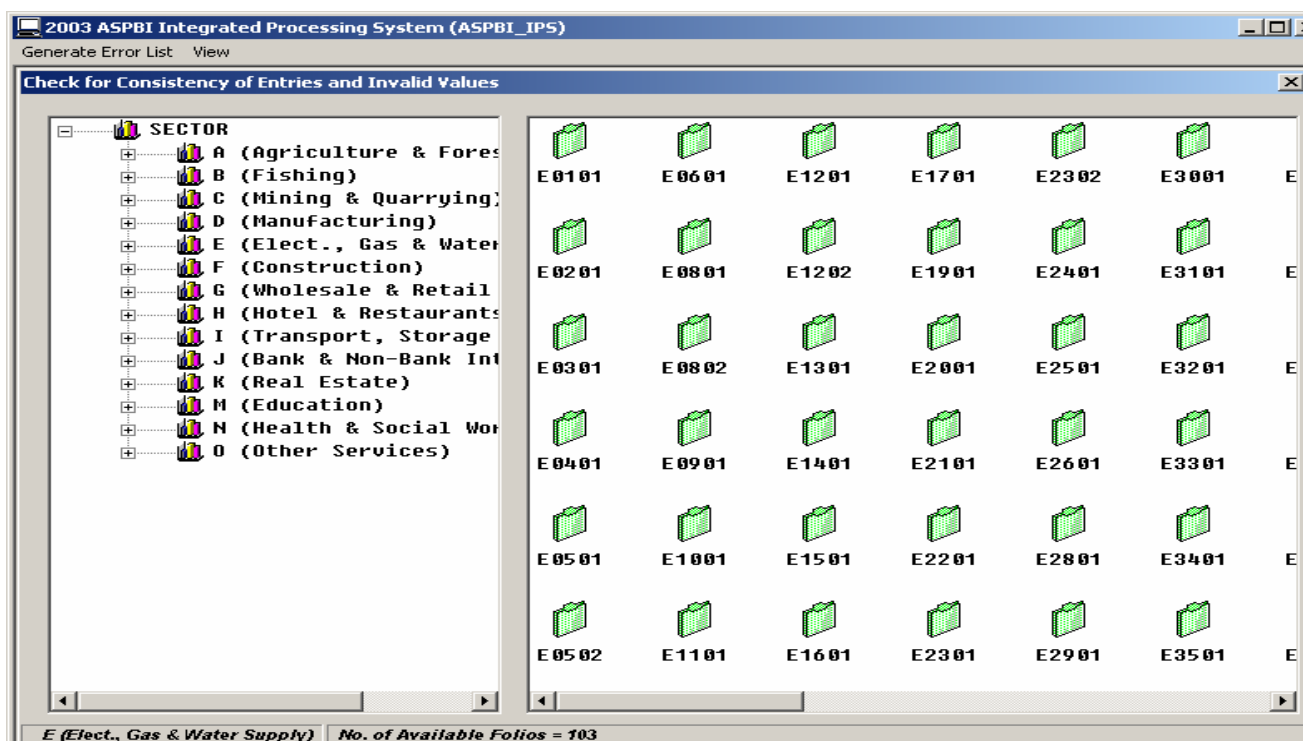 2003 ASPBI Integrated Processing System (ASPBI_IPS)
Generate Error List View
Check for Consistency of Entries and Invalid Values
SECTOR
A (Agriculture & Fores
B (Fishing)
C (Mining & Quarrying)
D (Manufacturing)
E (Elect., Gas & Water
F (Construction)
G (Wholesale & Retail
H (Hotel & Restaurants
I (Transport, Storage
J (Bank & Non-Bank Int
K (Real Estate)
M (Education)
N (Health & Social Wor
O (Other Services)
E0101 E0601 E1201 E1701 E2302 E3001 E
E0201 E0801 E1202 E1901 E2401 E3101 E
E0301 E0802 E1301 E2001 E2501 E3201 E
E0401 E0901 E1401 E2101 E2601 E3301 E
E0501 E1001 E1501 E2201 E2801 E3401 E
E0502 E1101 E1601 E2301 E2901 E3501 E
E (Elect., Gas & Water Supply) No. of Available Folios = 103